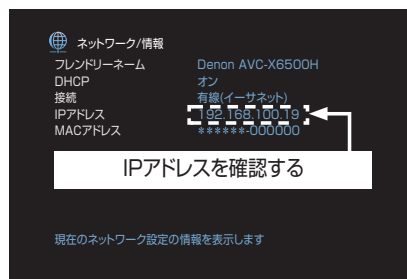 ネットワーク/情報
フレンドリーネーム Denon AVC-X6500H
DHCP オン
接続 有線(イーサネット)
IPアドレス 192.168.100.19
MACアドレス ******-000000
IPアドレスを確認する
現在のネットワーク設定の情報を表示します